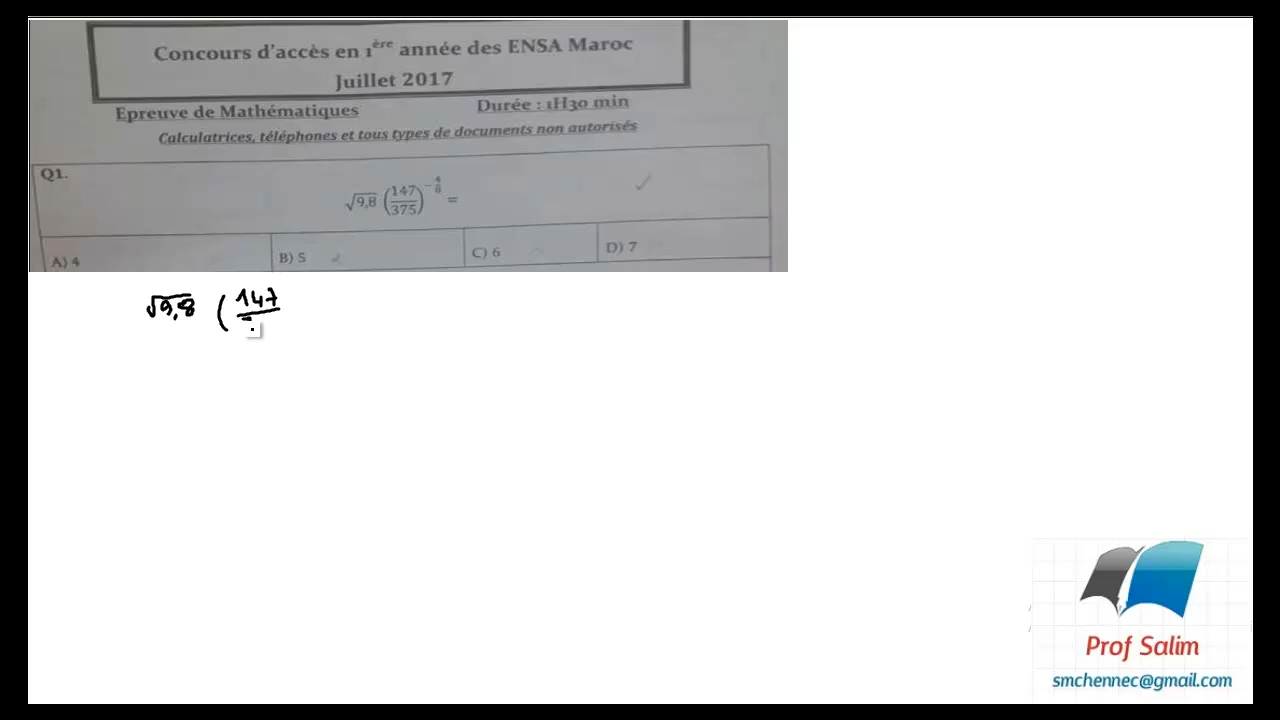 Concours d'accès en 1ère année des ENSA Maroc
Juillet 2017
Epreuve de Mathématiques Durée : 1H30 min
Calculatrices, téléphones et tous types de documents non autorisés
Q1.
√9,8 (147/375)^(-4/8) =
A) 4 B) 5 C) 6 D) 7
√9,8 (147
Prof Salim
smchennec@gmail.com